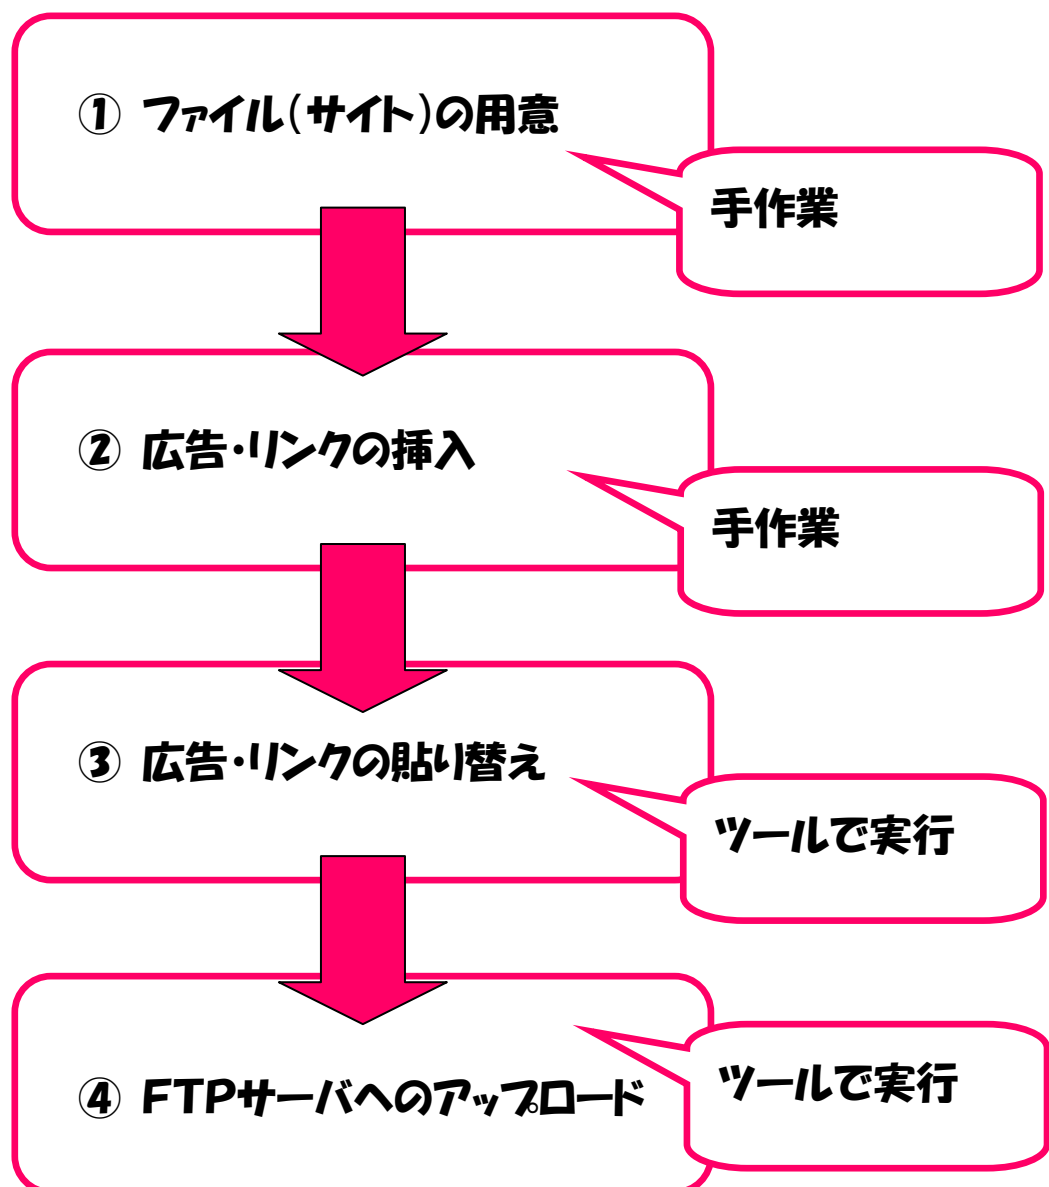 ① ファイル(サイト)の用意
手作業
② 広告・リンクの挿入
手作業
③ 広告・リンクの貼り替え
ツールで実行
④ FTPサーバへのアップロード
ツールで実行